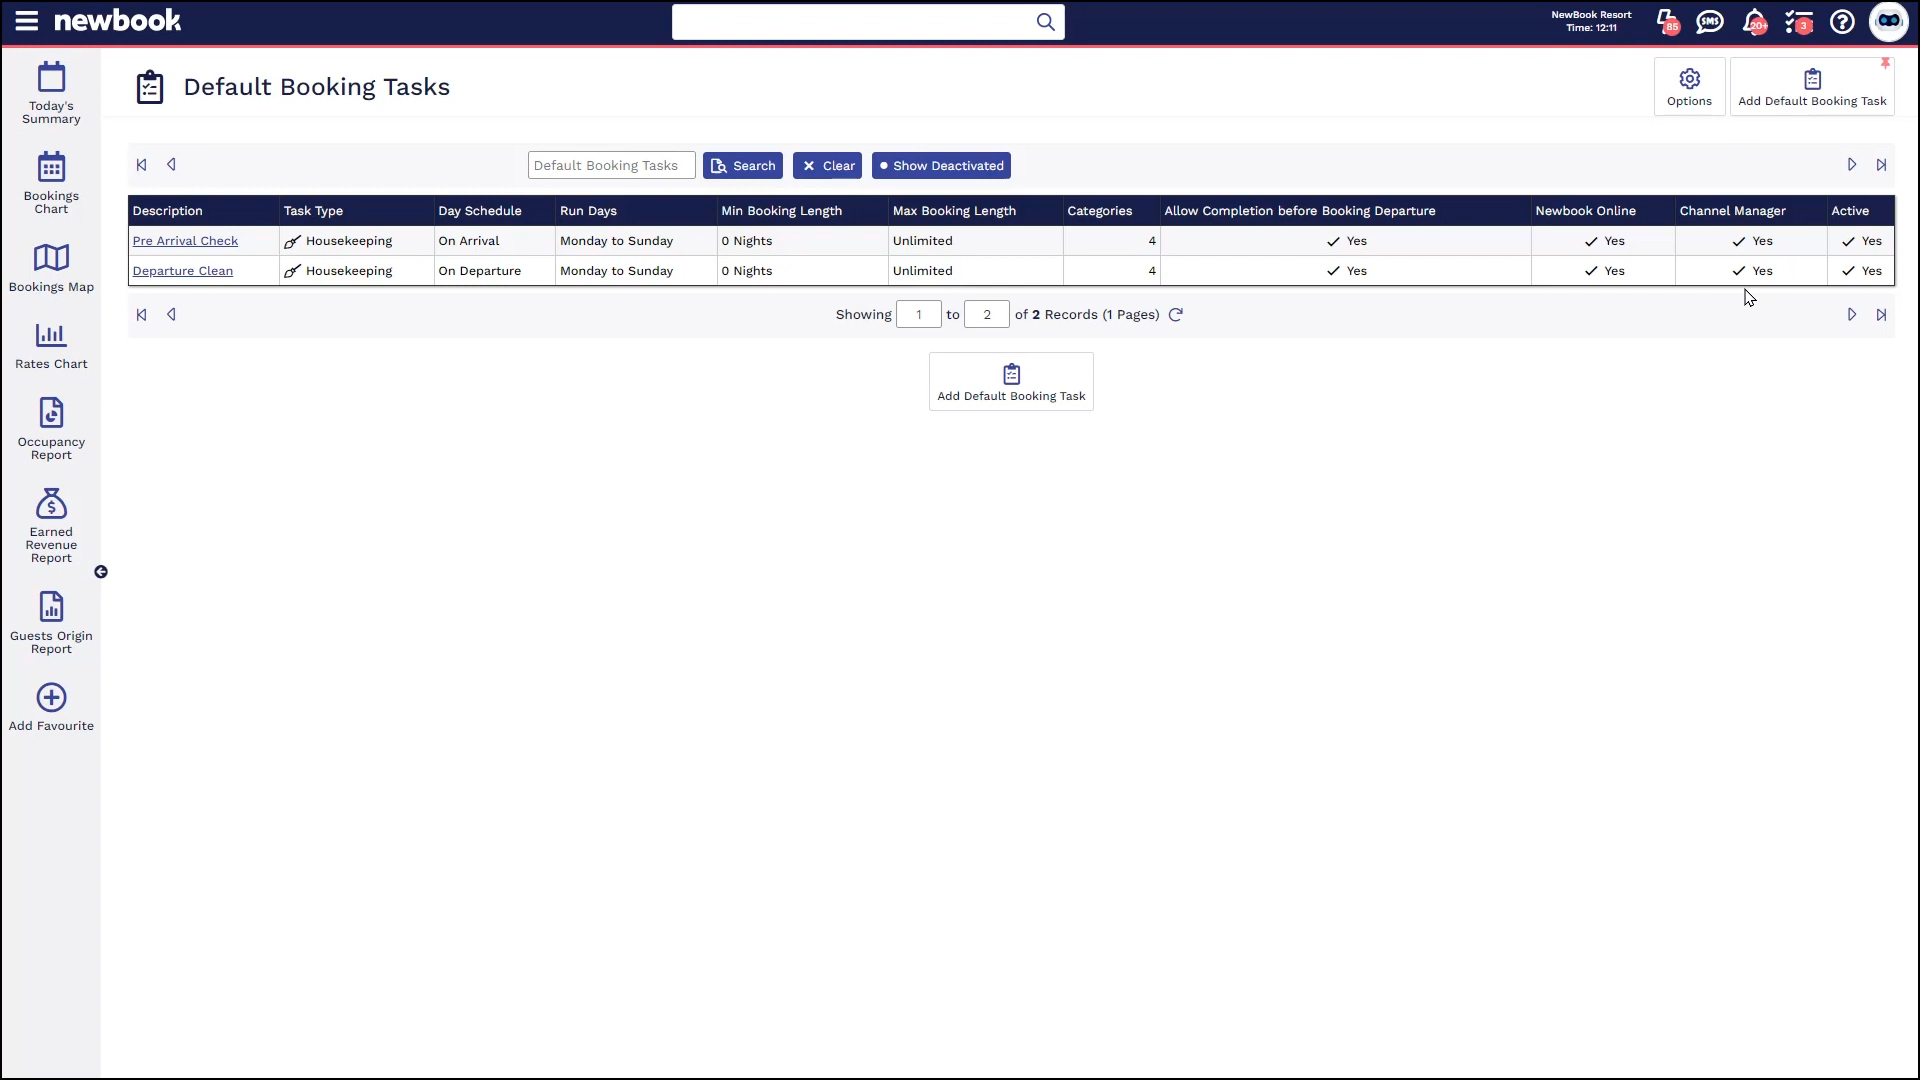 newbook
NewBook Resort
Time: 12:11
85
SMS
20+
3
Today's
Summary
Bookings
Chart
Bookings Map
Rates Chart
Occupancy
Report
Earned
Revenue
Report
Guests Origin
Report
Add Favourite
Default Booking Tasks
Options
Add Default Booking Task
Default Booking Tasks
Search
Clear
Show Deactivated
Description Task Type Day Schedule Run Days Min Booking Length Max Booking Length Categories Allow Completion before Booking Departure Newbook Online Channel Manager Active
Pre Arrival Check Housekeeping On Arrival Monday to Sunday 0 Nights Unlimited 4 Yes Yes Yes Yes
Departure Clean Housekeeping On Departure Monday to Sunday 0 Nights Unlimited 4 Yes Yes Yes Yes
Showing 1 to 2 of 2 Records (1 Pages)
Add Default Booking Task